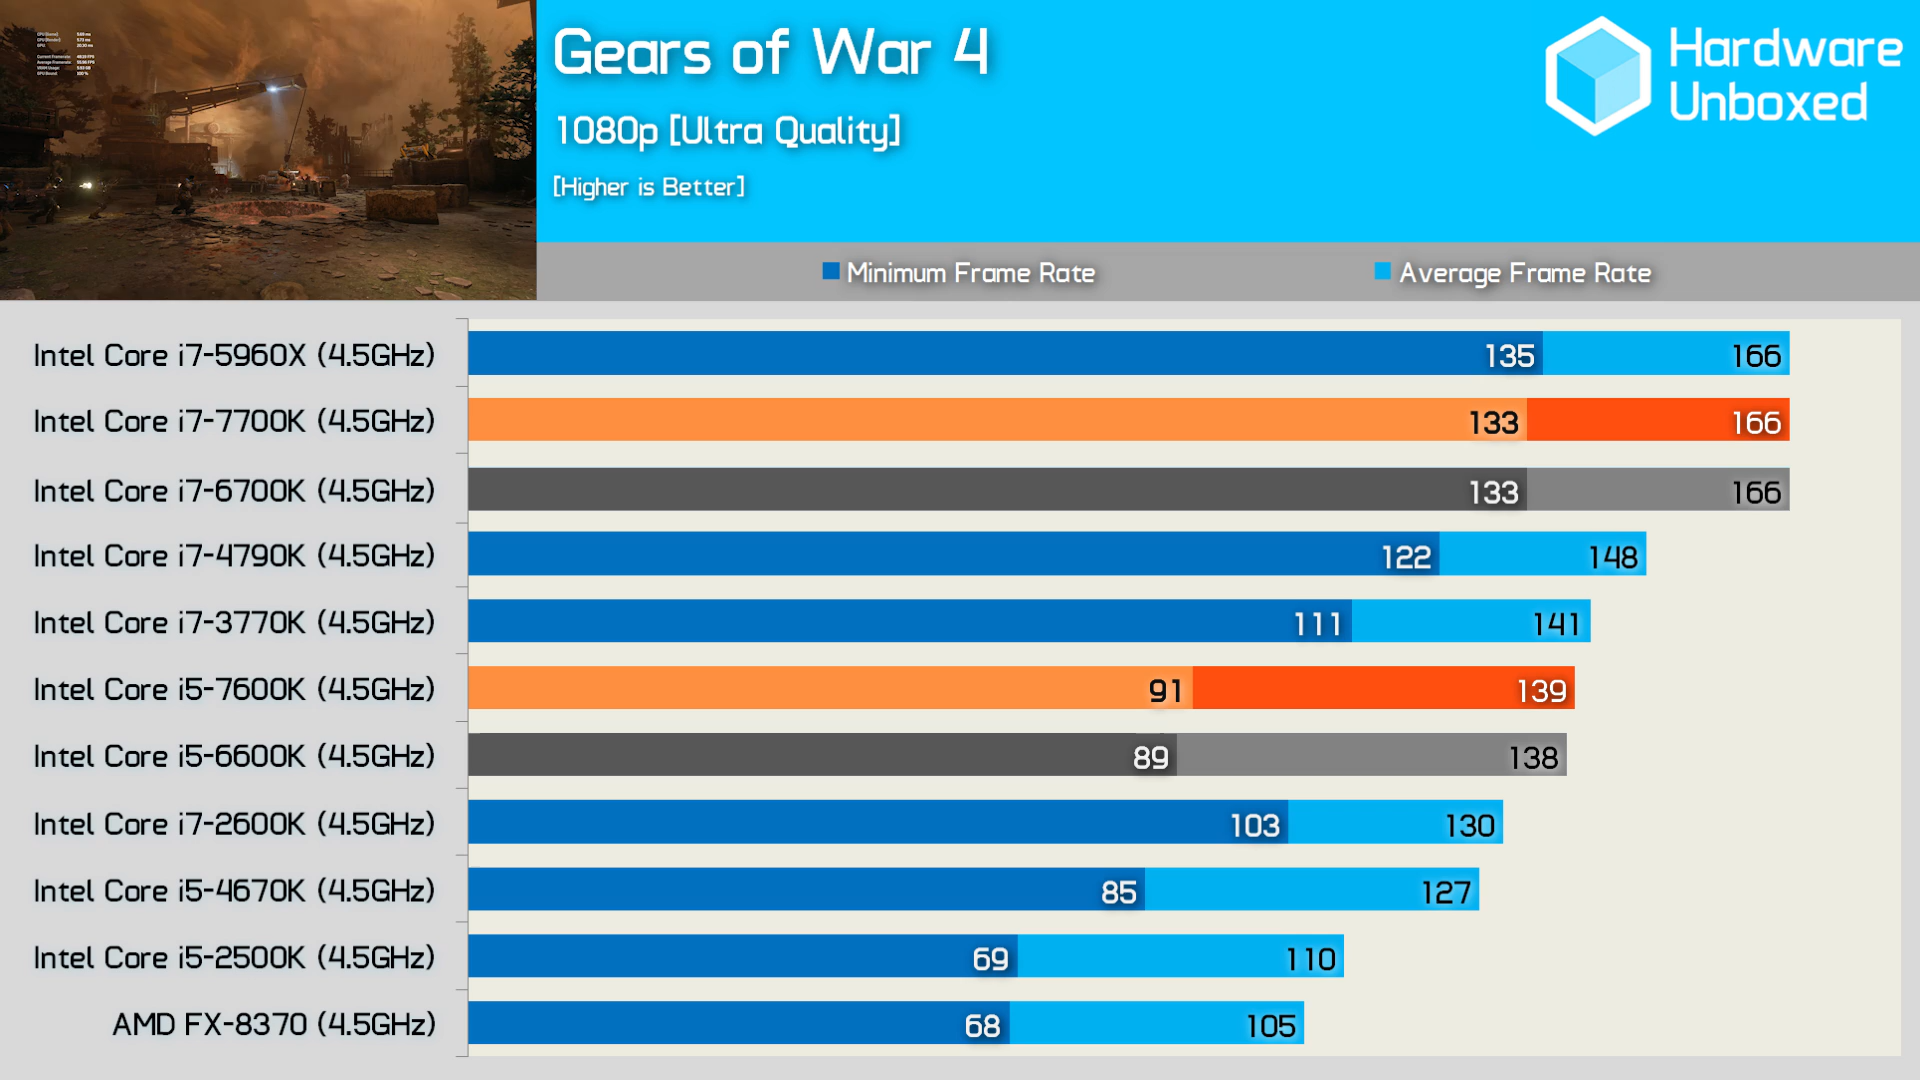 Gears of War 4
1080p [Ultra Quality]
[Higher is Better]
Hardware
Unboxed
Minimum Frame Rate
Average Frame Rate
Intel Core i7-5960X (4.5GHz) 135 166
Intel Core i7-7700K (4.5GHz) 133 166
Intel Core i7-6700K (4.5GHz) 133 166
Intel Core i7-4790K (4.5GHz) 122 148
Intel Core i7-3770K (4.5GHz) 111 141
Intel Core i5-7600K (4.5GHz) 91 139
Intel Core i5-6600K (4.5GHz) 89 138
Intel Core i7-2600K (4.5GHz) 103 130
Intel Core i5-4670K (4.5GHz) 85 127
Intel Core i5-2500K (4.5GHz) 69 110
AMD FX-8370 (4.5GHz) 68 105